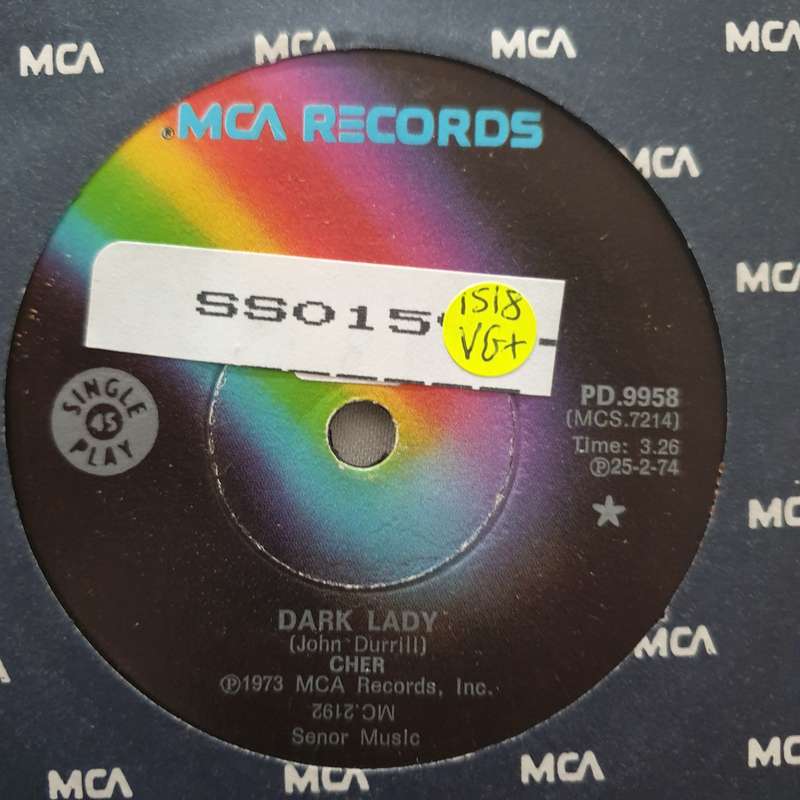 MCA
MCA
MCA
MCA
® MCA RECORDS
MCA
MCA
SSO15
1518
VG+
SINGLE
45
PLAY
PD.9958
(MCS.7214)
Time: 3.26
℗25-2-74
MCA
DARK LADY
(John Durrill)
CHER
℗1973 MCA Records, Inc.
MC.2192
Senor Music
MCA
MCA
MCA
MCA
MCA